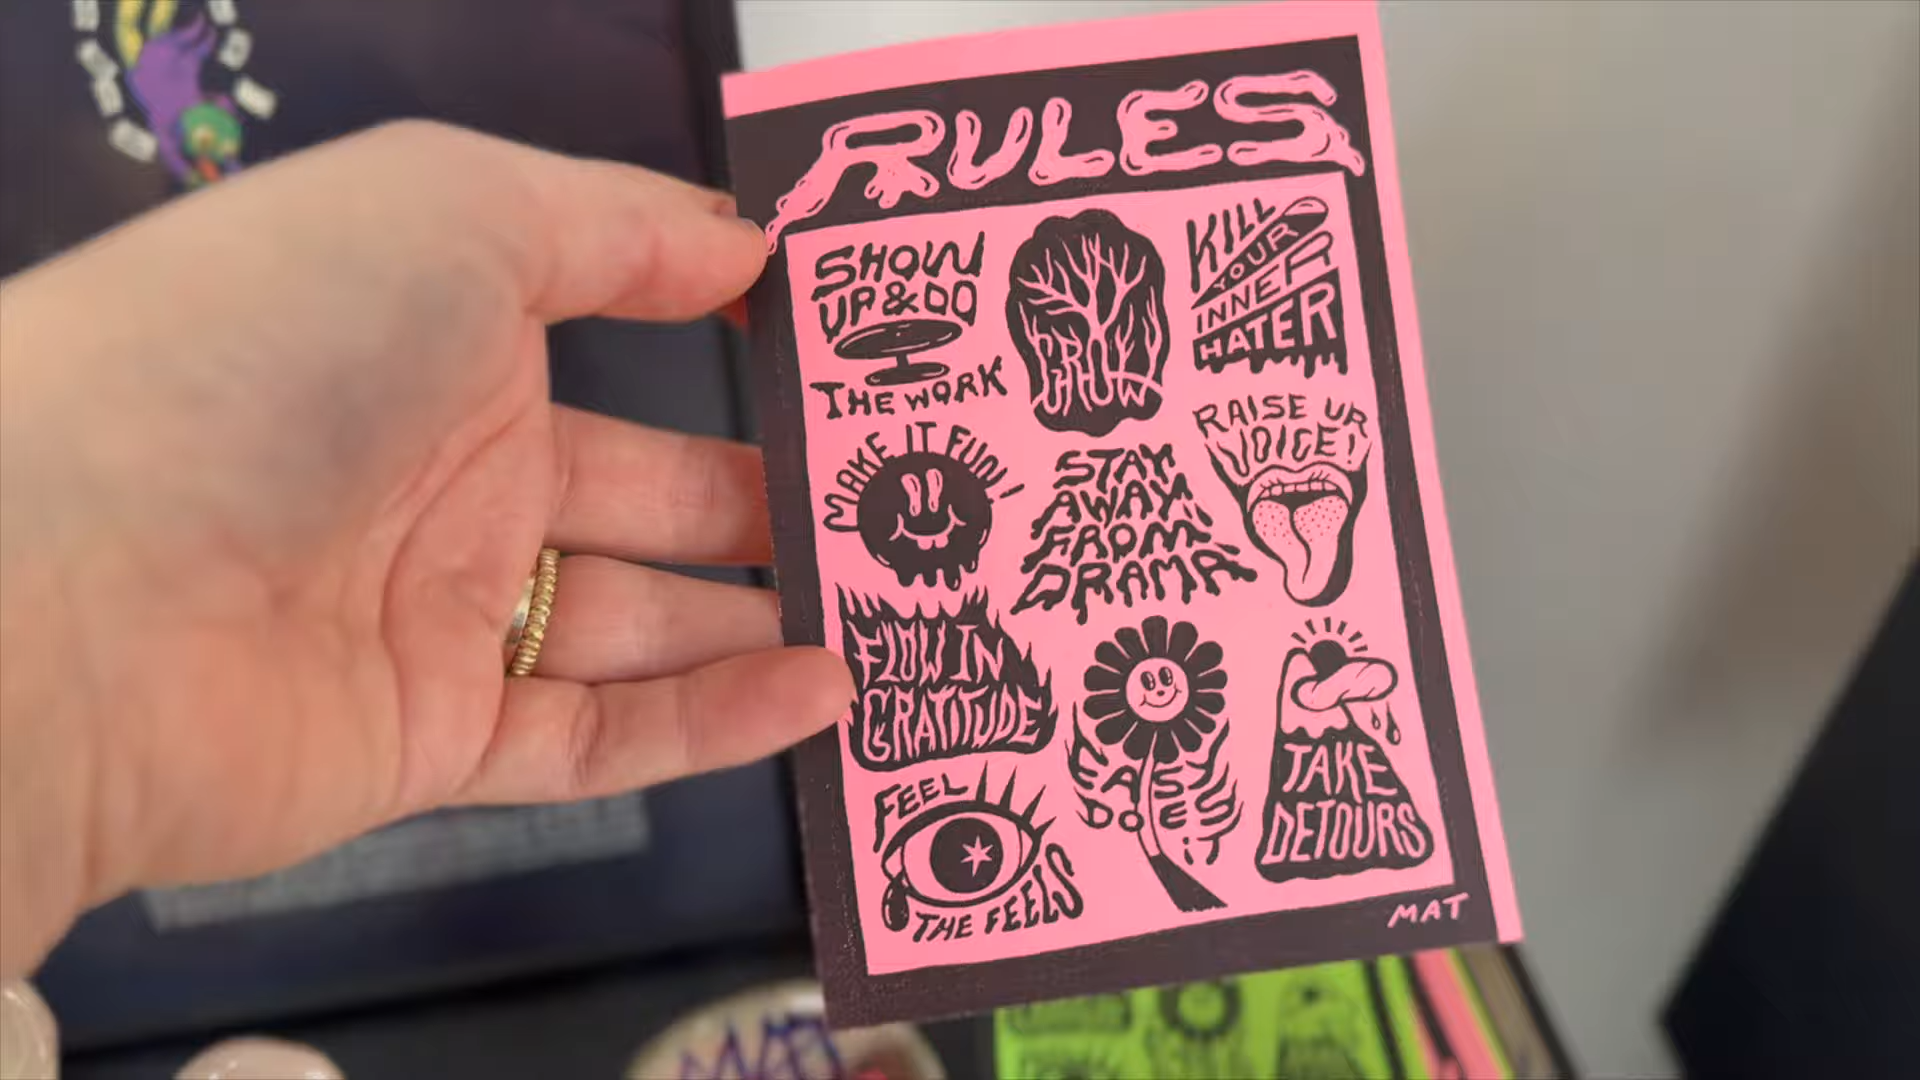 RULES
SHOW
UP & DO
THE WORK
GROW
KILL
YOUR
INNER
HATER
MAKE IT FUN!
STAY
AWAY
FROM
DRAMA
RAISE UR
VOICE!
FLOW IN
GRATITUDE
EASY
DOES
IT
TAKE
DETOURS
FEEL
THE FEELS
MAT